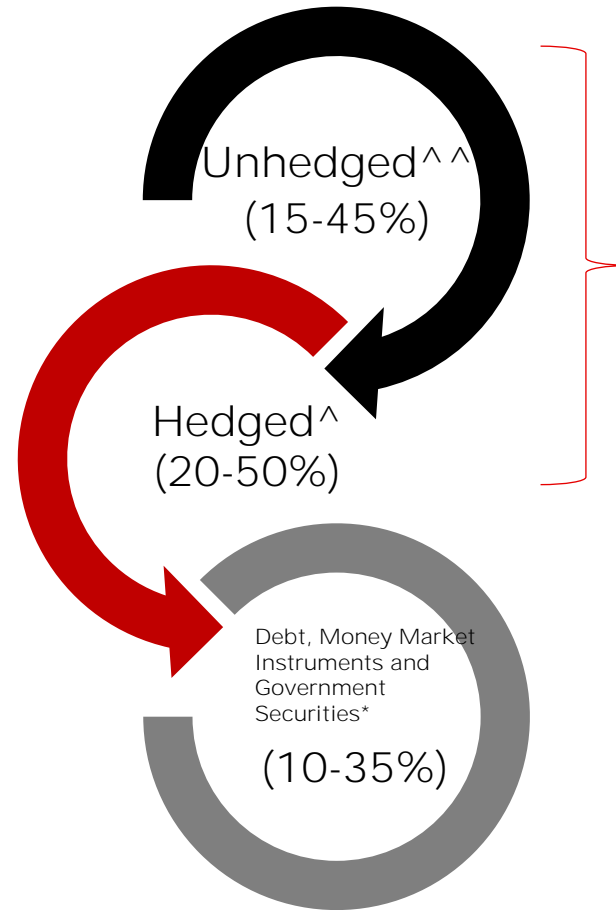 Unhedged^^
(15-45%)
Hedged^
(20-50%)
Debt, Money Market
Instruments and
Government
Securities*
(10-35%)